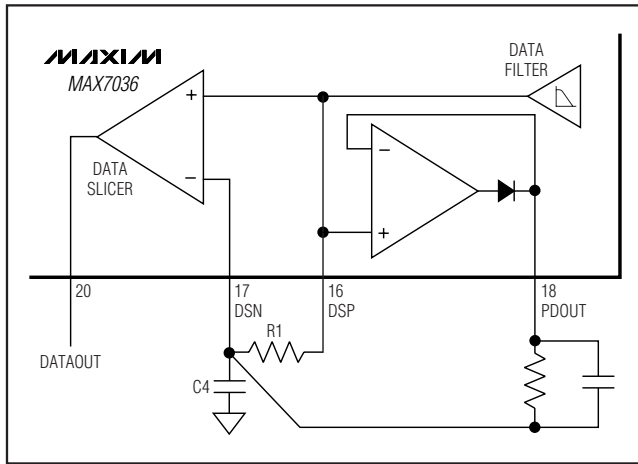 MAXIM
MAX7036
DATA
FILTER
+
−
DATA
SLICER
−
+
20
17
DSN
16
DSP
18
PDOUT
R1
DATAOUT
C4